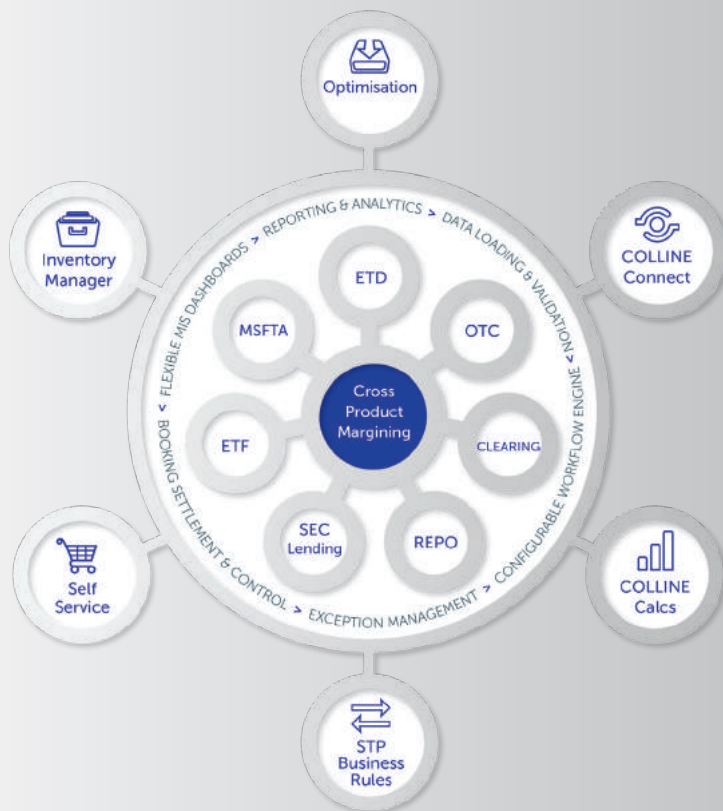 Optimisation
Inventory
Manager
COLLINE
Connect
< FLEXIBLE MIS DASHBOARDS > REPORTING & ANALYTICS > DATA LOADING & VALIDATION >
CONFIGURABLE WORKFLOW ENGINE
BOOKING SETTLEMENT & CONTROL > EXCEPTION MANAGEMENT >
ETD
MSFTA
OTC
Cross
Product
Margining
ETF
CLEARING
SEC
Lending
REPO
Self
Service
COLLINE
Calcs
STP
Business
Rules